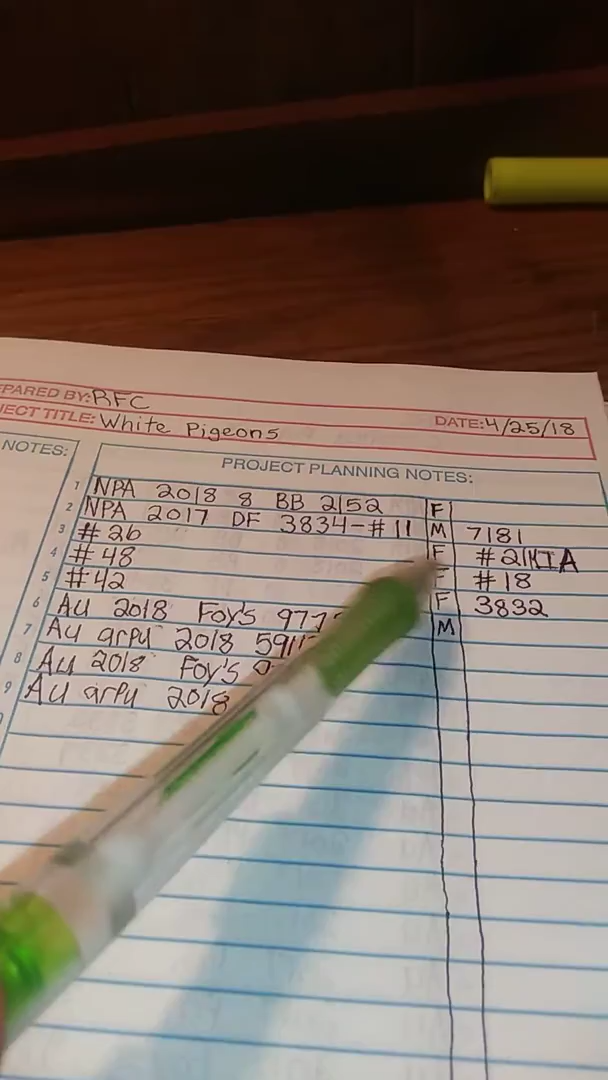 PARED BY: RFC
JECT TITLE: White Pigeons
DATE: 4/25/18
NOTES:
PROJECT PLANNING NOTES:
1 NPA 2018 8 BB 2152 F
2 NPA 2017 DF 3834-#11 M 7181
3 #26 F #21KIA
4 #48 #18
5 #42 F 3832
6 Au 2018 Foy's 977 M
7 Au arpu 2018 5911
8 Au 2018 Foy's
9 Au arpu 2018